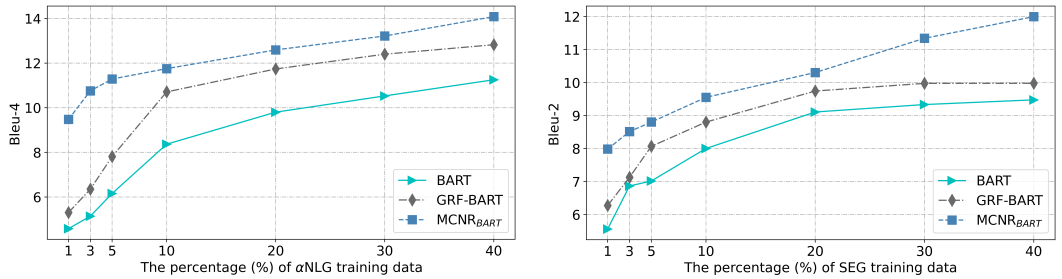 14
12
10
8
6
Bleu-4
1 3 5 10 20 30 40
The percentage (%) of αNLG training data
BART
GRF-BART
MCNR_BART
12
11
10
9
8
7
6
Bleu-2
1 3 5 10 20 30 40
The percentage (%) of SEG training data
BART
GRF-BART
MCNR_BART